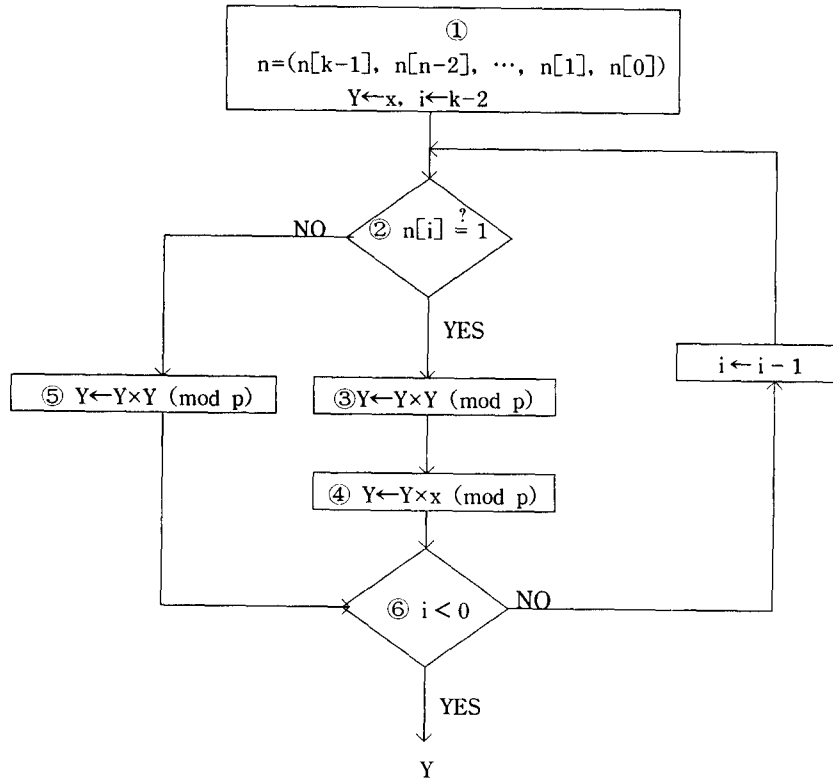 ①
n=(n[k-1], n[n-2], ⋯, n[1], n[0])
Y←x, i←k-2
② n[i] ≟ 1
NO
YES
i←i-1
⑤ Y←Y×Y (mod p)
③Y←Y×Y (mod p)
④ Y←Y×x (mod p)
⑥ i<0
NO
YES
Y